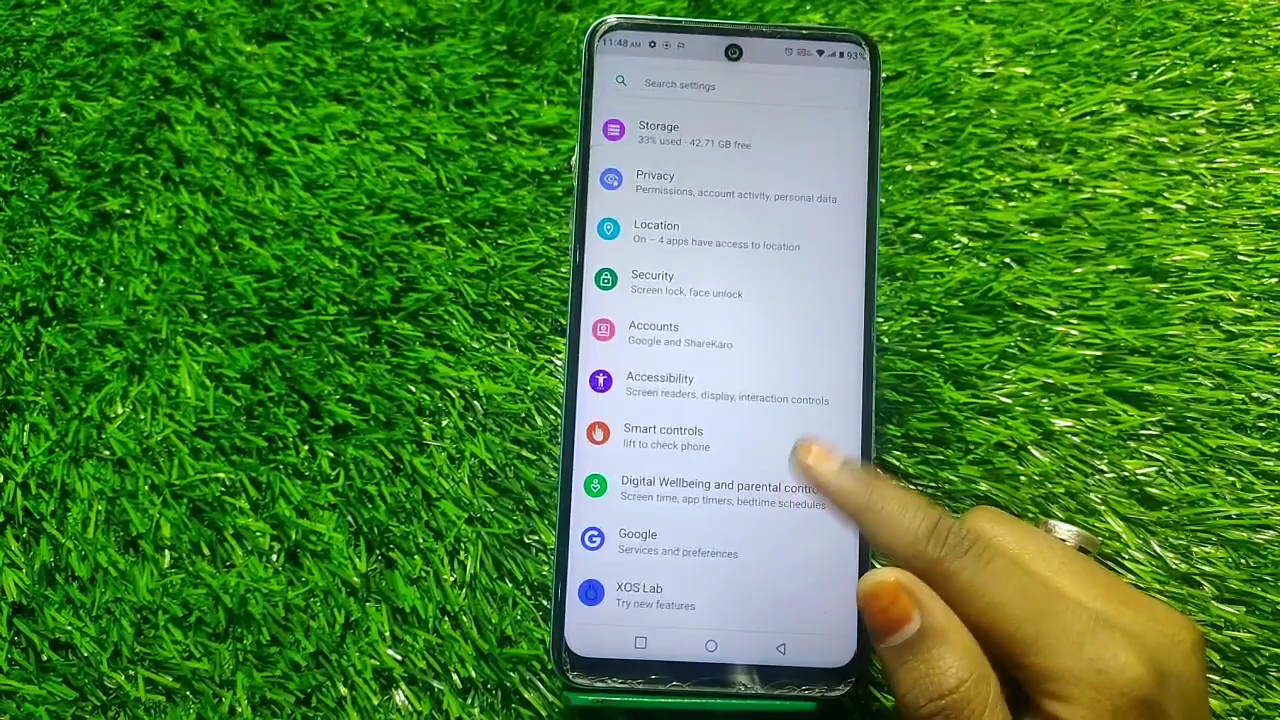 11:48 AM
93%
Search settings
Storage
33% used - 42.71 GB free
Privacy
Permissions, account activity, personal data
Location
On – 4 apps have access to location
Security
Screen lock, face unlock
Accounts
Google and ShareKaro
Accessibility
Screen readers, display, interaction controls
Smart controls
lift to check phone
Digital Wellbeing and parental
Screen time, app timers, bedtime schedules
Google
Services and preferences
XOS Lab
Try new features